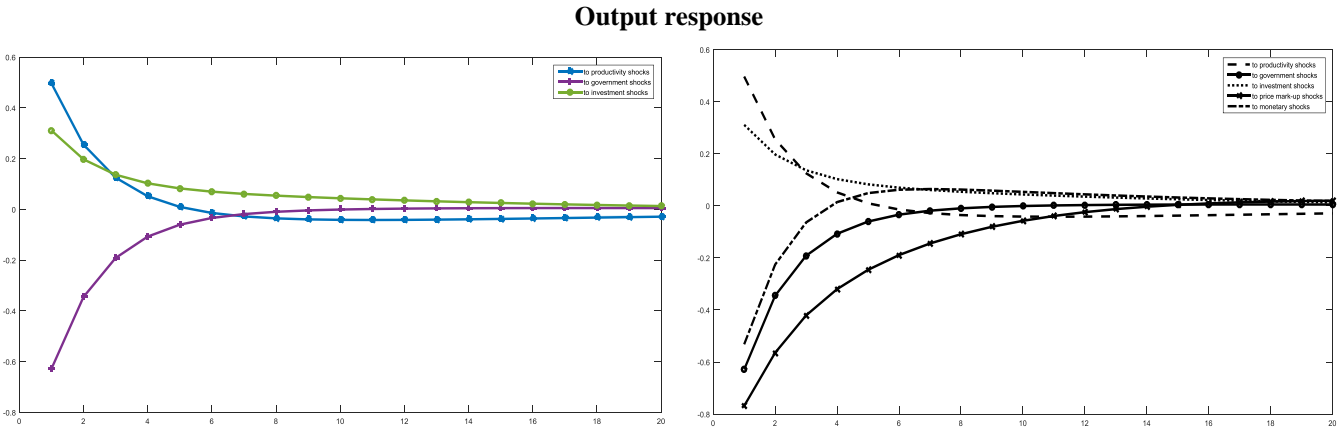 Output response
0.6
0.4
0.2
0
-0.2
-0.4
-0.6
-0.8
0 2 4 6 8 10 12 14 16 18 20
to productivity shocks
to government shocks
to investment shocks
0.6
0.4
0.2
0
-0.2
-0.4
-0.6
-0.8
0 2 4 6 8 10 12 14 16 18 20
to productivity shocks
to government shocks
to investment shocks
to price mark-up shocks
to monetary shocks